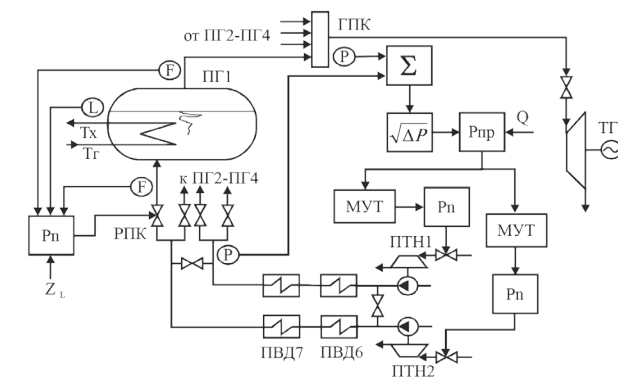 ГПК
от ПГ2-ПГ4
P
Σ
F
ПГ1
L
Tx
Тг
√ΔP
Рпр
Q
ТГ
F
к ПГ2-ПГ4
МУТ
Рп
МУТ
Рп
РПК
P
ПТН1
Z L
Рп
ПВД7
ПВД6
ПТН2